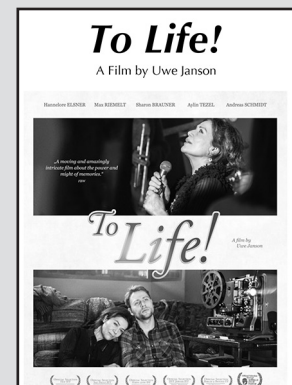 To Life!
A Film by Uwe Janson
Hannelore ELSNER Max RIEMELT Sharon BRAUNER Aylin TEZEL Andreas SCHMIDT
„A moving and amazingly
intricate film about the power and
might of memories."
To Life!
A film by
Uwe Janson